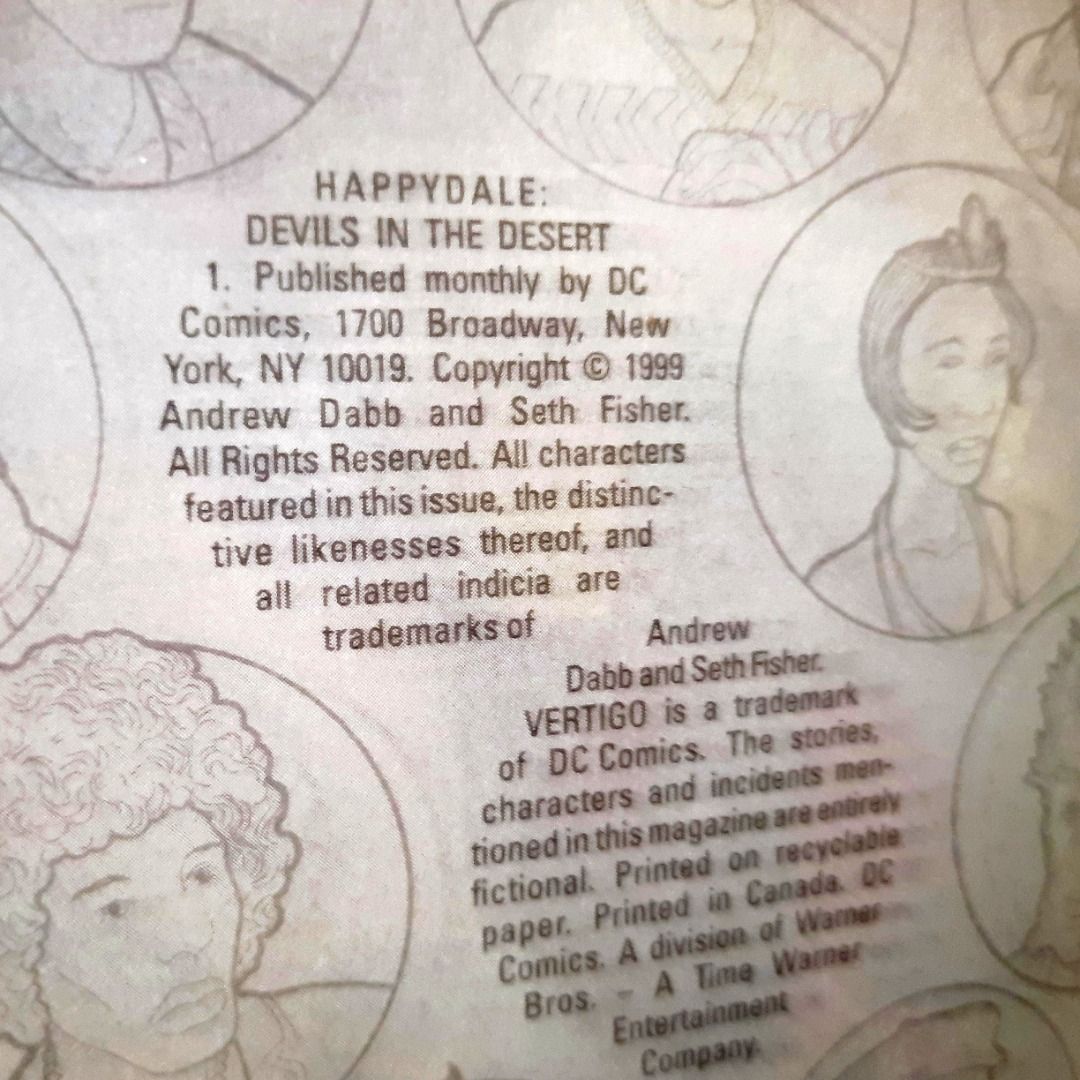 HAPPYDALE:
DEVILS IN THE DESERT
1. Published monthly by DC
Comics, 1700 Broadway, New
York, NY 10019. Copyright © 1999
Andrew Dabb and Seth Fisher.
All Rights Reserved. All characters
featured in this issue, the distinc-
tive likenesses thereof, and
all related indicia are
trademarks of Andrew
Dabb and Seth Fisher.
VERTIGO is a trademark
of DC Comics. The stories,
characters and incidents men-
tioned in this magazine are entirely
fictional. Printed on recyclable
paper. Printed in Canada. DC
Comics. A division of Warner
Bros. – A Time Warner
Entertainment
Company.